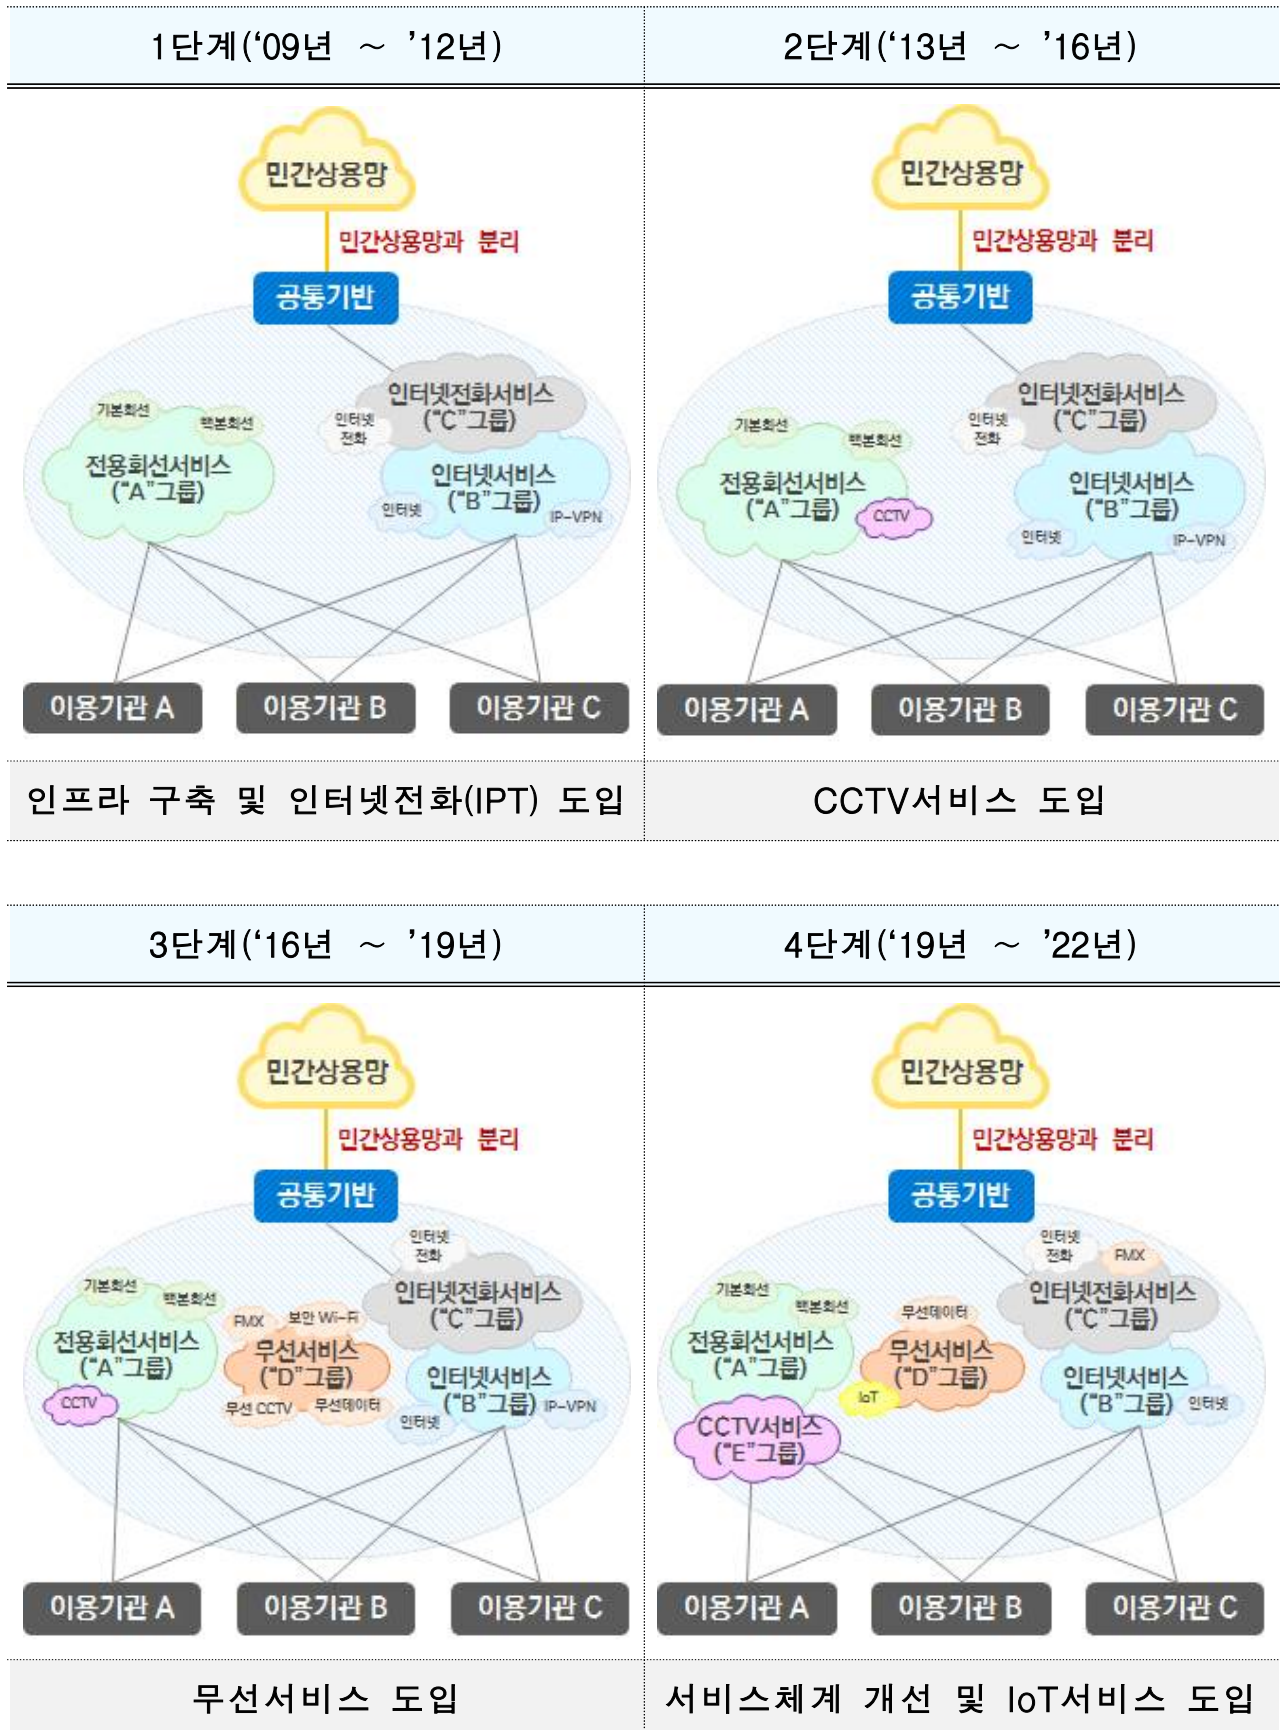 1단계(‘09년 ~ ’12년)
2단계(‘13년 ~ ’16년)
민간상용망
민간상용망과 분리
공통기반
인터넷전화서비스
(“C”그룹)
인터넷
전화
기본회선
백본회선
전용회선서비스
(“A”그룹)
인터넷서비스
(“B”그룹)
인터넷
IP-VPN
이용기관 A
이용기관 B
이용기관 C
민간상용망
민간상용망과 분리
공통기반
인터넷전화서비스
(“C”그룹)
인터넷
전화
기본회선
백본회선
전용회선서비스
(“A”그룹)
CCTV
인터넷서비스
(“B”그룹)
인터넷
IP-VPN
이용기관 A
이용기관 B
이용기관 C
인프라 구축 및 인터넷전화(IPT) 도입
CCTV서비스 도입
3단계(‘16년 ~ ’19년)
4단계(‘19년 ~ ’22년)
민간상용망
민간상용망과 분리
공통기반
인터넷
전화
인터넷전화서비스
(“C”그룹)
기본회선
백본회선
전용회선서비스
(“A”그룹)
CCTV
FMX
보안 Wi-Fi
무선서비스
(“D”그룹)
무선 CCTV
무선데이터
인터넷서비스
(“B”그룹)
인터넷
IP-VPN
이용기관 A
이용기관 B
이용기관 C
민간상용망
민간상용망과 분리
공통기반
인터넷
전화
FMX
인터넷전화서비스
(“C”그룹)
기본회선
백본회선
전용회선서비스
(“A”그룹)
무선데이터
무선서비스
(“D”그룹)
IoT
인터넷서비스
(“B”그룹)
인터넷
CCTV서비스
(“E”그룹)
이용기관 A
이용기관 B
이용기관 C
무선서비스 도입
서비스체계 개선 및 IoT서비스 도입